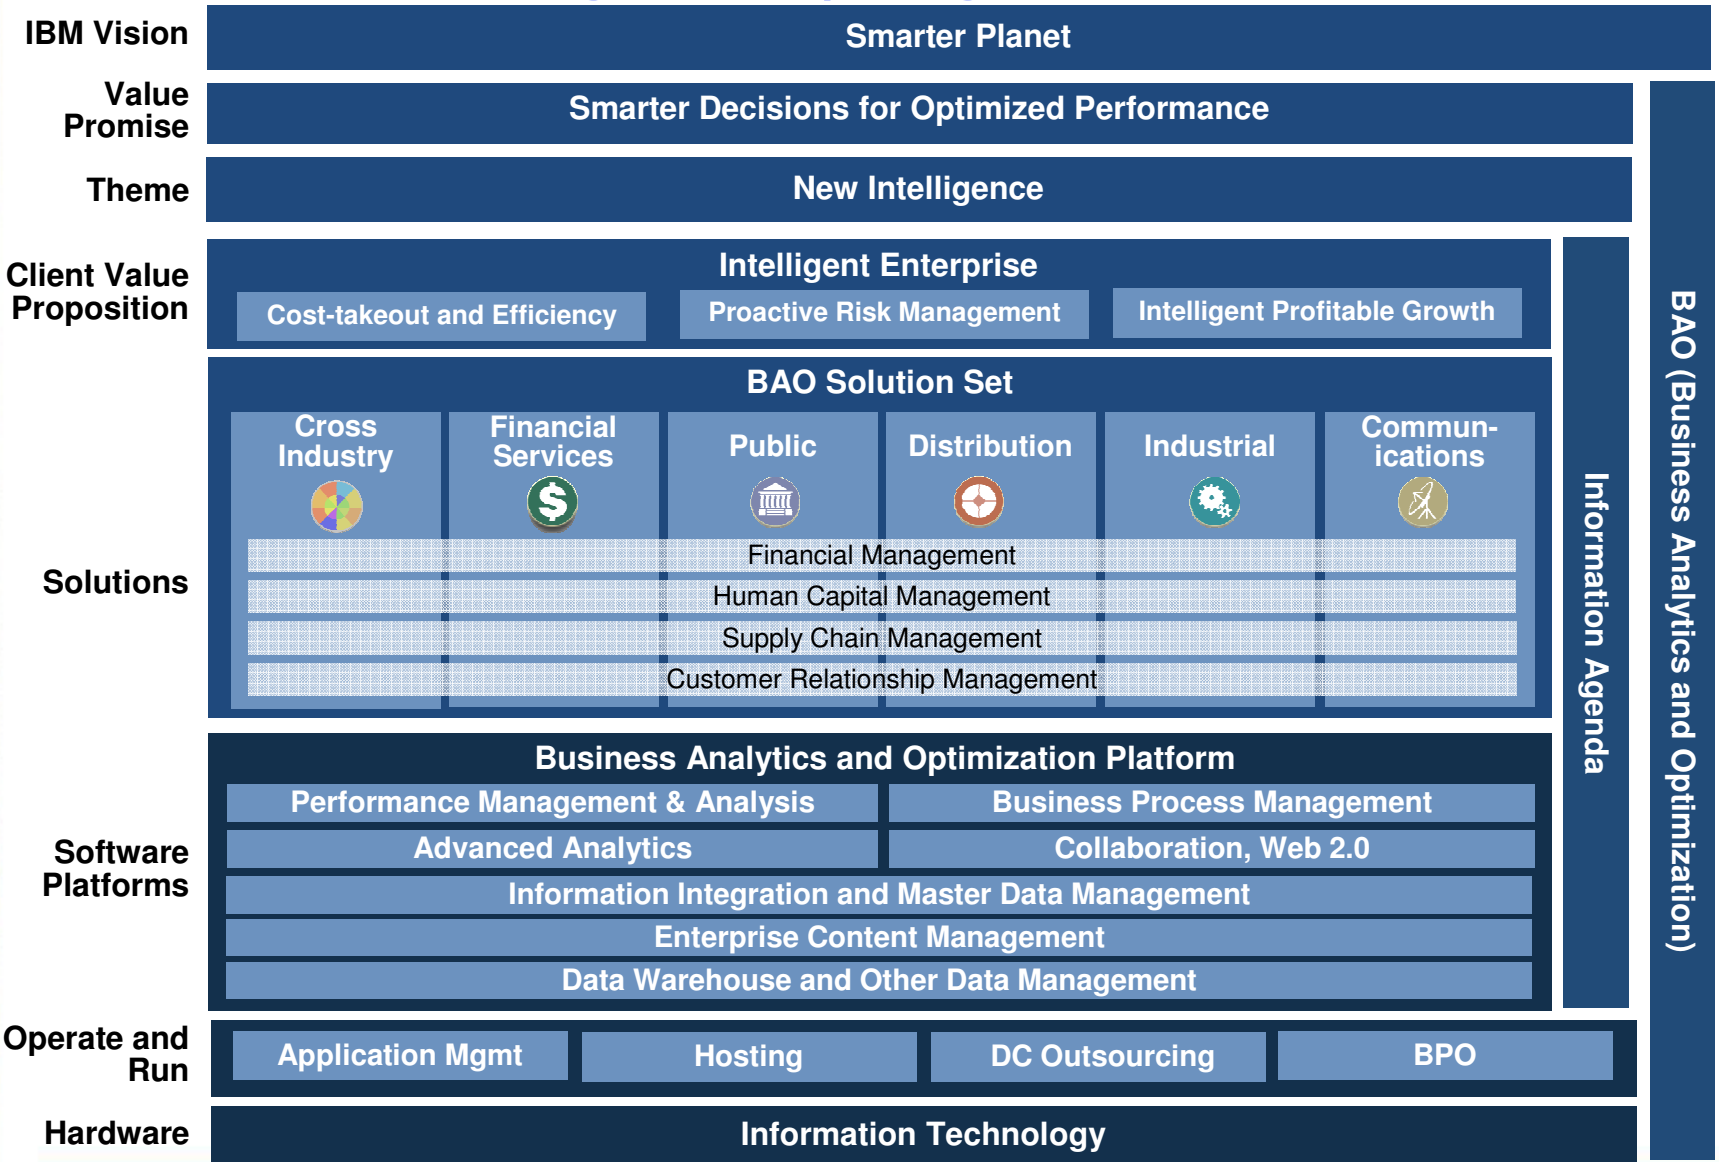 IBM Vision
Smarter Planet
Value
Promise
Smarter Decisions for Optimized Performance
Theme
New Intelligence
Client Value
Proposition
Intelligent Enterprise
Cost-takeout and Efficiency
Proactive Risk Management
Intelligent Profitable Growth
Solutions
BAO Solution Set
Cross
Industry
Financial
Services
Public
Distribution
Industrial
Commun-
ications
$
Financial Management
Human Capital Management
Supply Chain Management
Customer Relationship Management
Software
Platforms
Business Analytics and Optimization Platform
Performance Management & Analysis
Business Process Management
Advanced Analytics
Collaboration, Web 2.0
Information Integration and Master Data Management
Enterprise Content Management
Data Warehouse and Other Data Management
Information Agenda
Operate and
Run
Application Mgmt
Hosting
DC Outsourcing
BPO
Hardware
Information Technology
BAO (Business Analytics and Optimization)